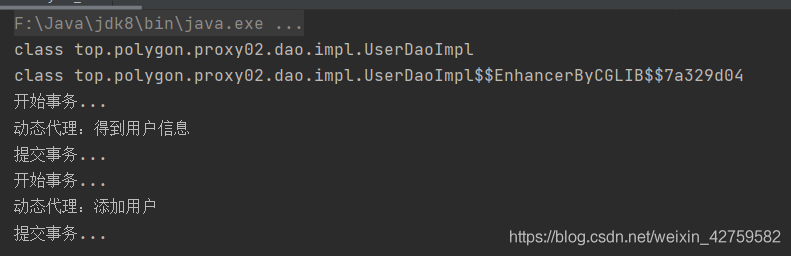 F:\Java\jdk8\bin\java.exe ...
class top.polygon.proxy02.dao.impl.UserDaoImpl
class top.polygon.proxy02.dao.impl.UserDaoImpl$$EnhancerByCGLIB$$7a329d04
开始事务...
动态代理：得到用户信息
提交事务...
开始事务...
动态代理：添加用户
提交事务...
https://blog.csdn.net/weixin_42759582